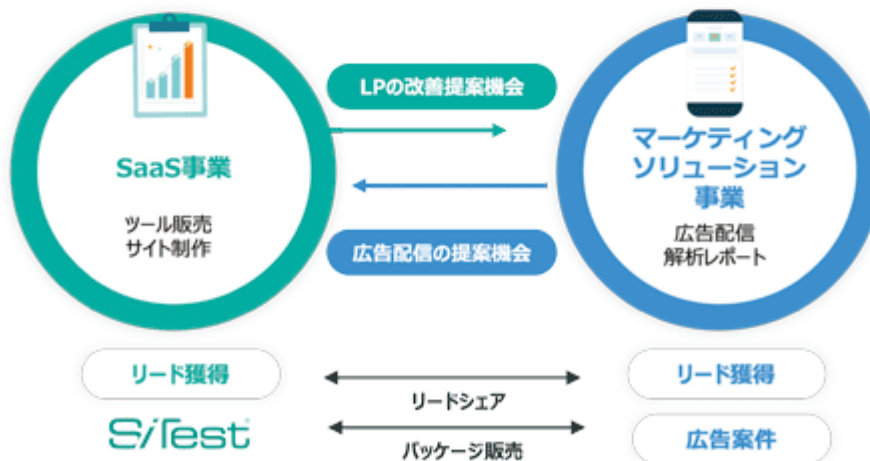 LPの改善提案機会
SaaS事業
ツール販売
サイト制作
マーケティング
ソリューション
事業
広告配信
解析レポート
広告配信の提案機会
リード獲得
リードシェア
リード獲得
SiTest
パッケージ販売
広告案件